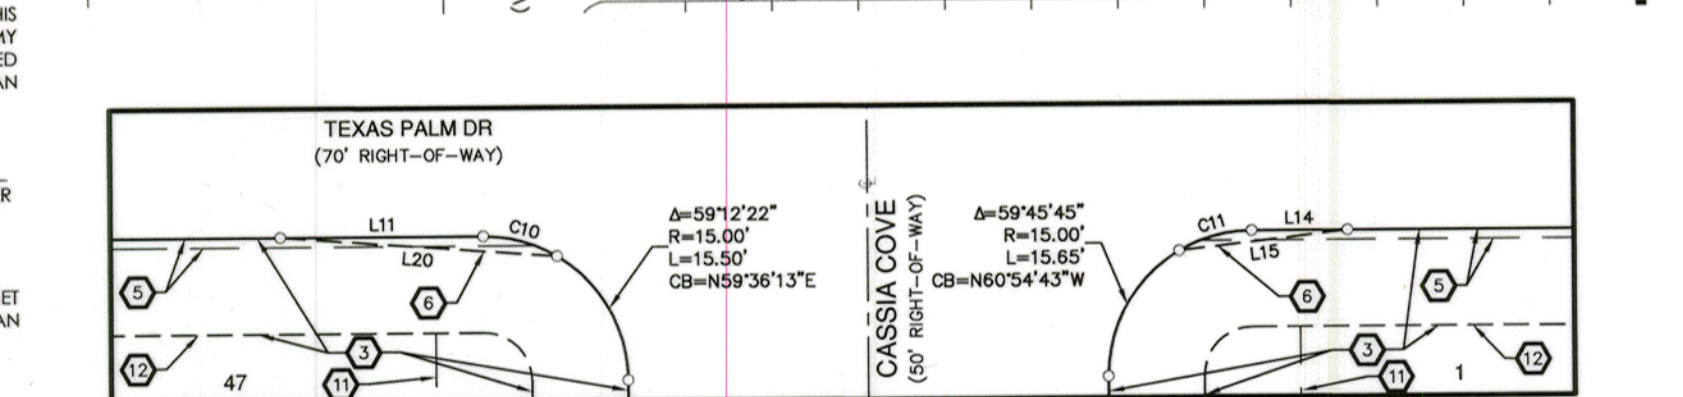 HIS
MY
ED
AN
R
ET
AN
TEXAS PALM DR
(70' RIGHT-OF-WAY)
L11
C10
L20
Δ=59°12'22"
R=15.00'
L=15.50'
CB=N59°36'13"E
5
6
12
3
11
47
℄
CASSIA COVE
(50' RIGHT-OF-WAY)
Δ=59°45'45"
R=15.00'
L=15.65'
CB=N60°54'43"W
C11
L14
L15
6
5
3
12
11
1